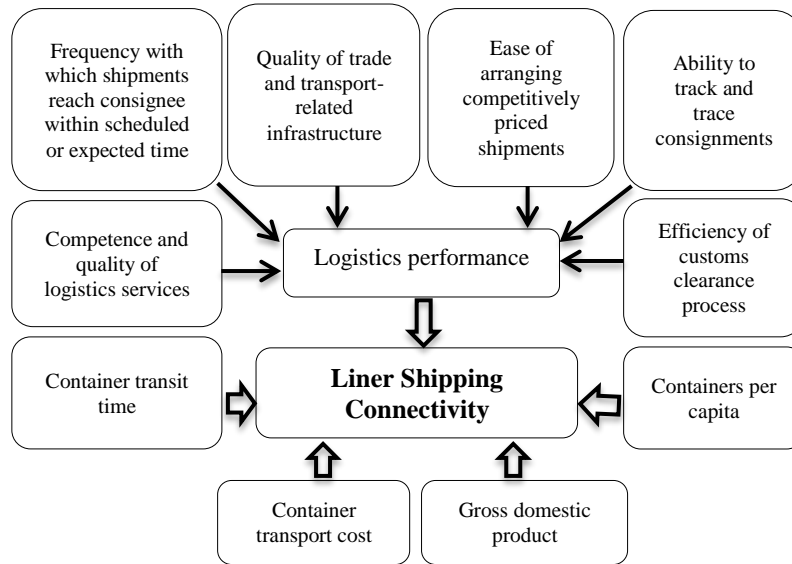 Frequency with
which shipments
reach consignee
within scheduled
or expected time
Quality of trade
and transport-
related
infrastructure
Ease of
arranging
competitively
priced
shipments
Ability to
track and
trace
consignments
Competence and
quality of
logistics services
Logistics performance
Efficiency of
customs
clearance
process
Container transit
time
Liner Shipping
Connectivity
Containers per
capita
Container
transport cost
Gross domestic
product